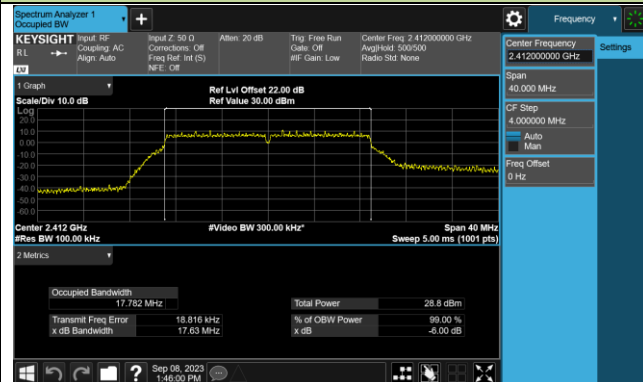 Spectrum Analyzer 1
Occupied BW
+
Frequency
KEYSIGHT
RL
Input: RF
Coupling: AC
Align: Auto
Input Z: 50 Ω
Corrections: Off
Freq Ref: Int (S)
NFE: Off
Atten: 20 dB
Trig: Free Run
Gate: Off
#IF Gain: Low
Center Freq: 2.412000000 GHz
Avg|Hold: 500/500
Radio Std: None
LXI
Center Frequency
2.412000000 GHz
Settings
Span
40.000 MHz
CF Step
4.000000 MHz
Auto
Man
Freq Offset
0 Hz
1 Graph
Scale/Div 10.0 dB
Ref Lvl Offset 22.00 dB
Ref Value 30.00 dBm
Log
20.0
10.0
0.00
-10.0
-20.0
-30.0
-40.0
-50.0
-60.0
Center 2.412 GHz
#Res BW 100.00 kHz
#Video BW 300.00 kHz*
Span 40 MHz
Sweep 5.00 ms (1001 pts)
2 Metrics
Occupied Bandwidth
17.782 MHz
Total Power 28.8 dBm
Transmit Freq Error 18.816 kHz
% of OBW Power 99.00 %
x dB Bandwidth 17.63 MHz
x dB -6.00 dB
?
Sep 08, 2023
1:46:00 PM